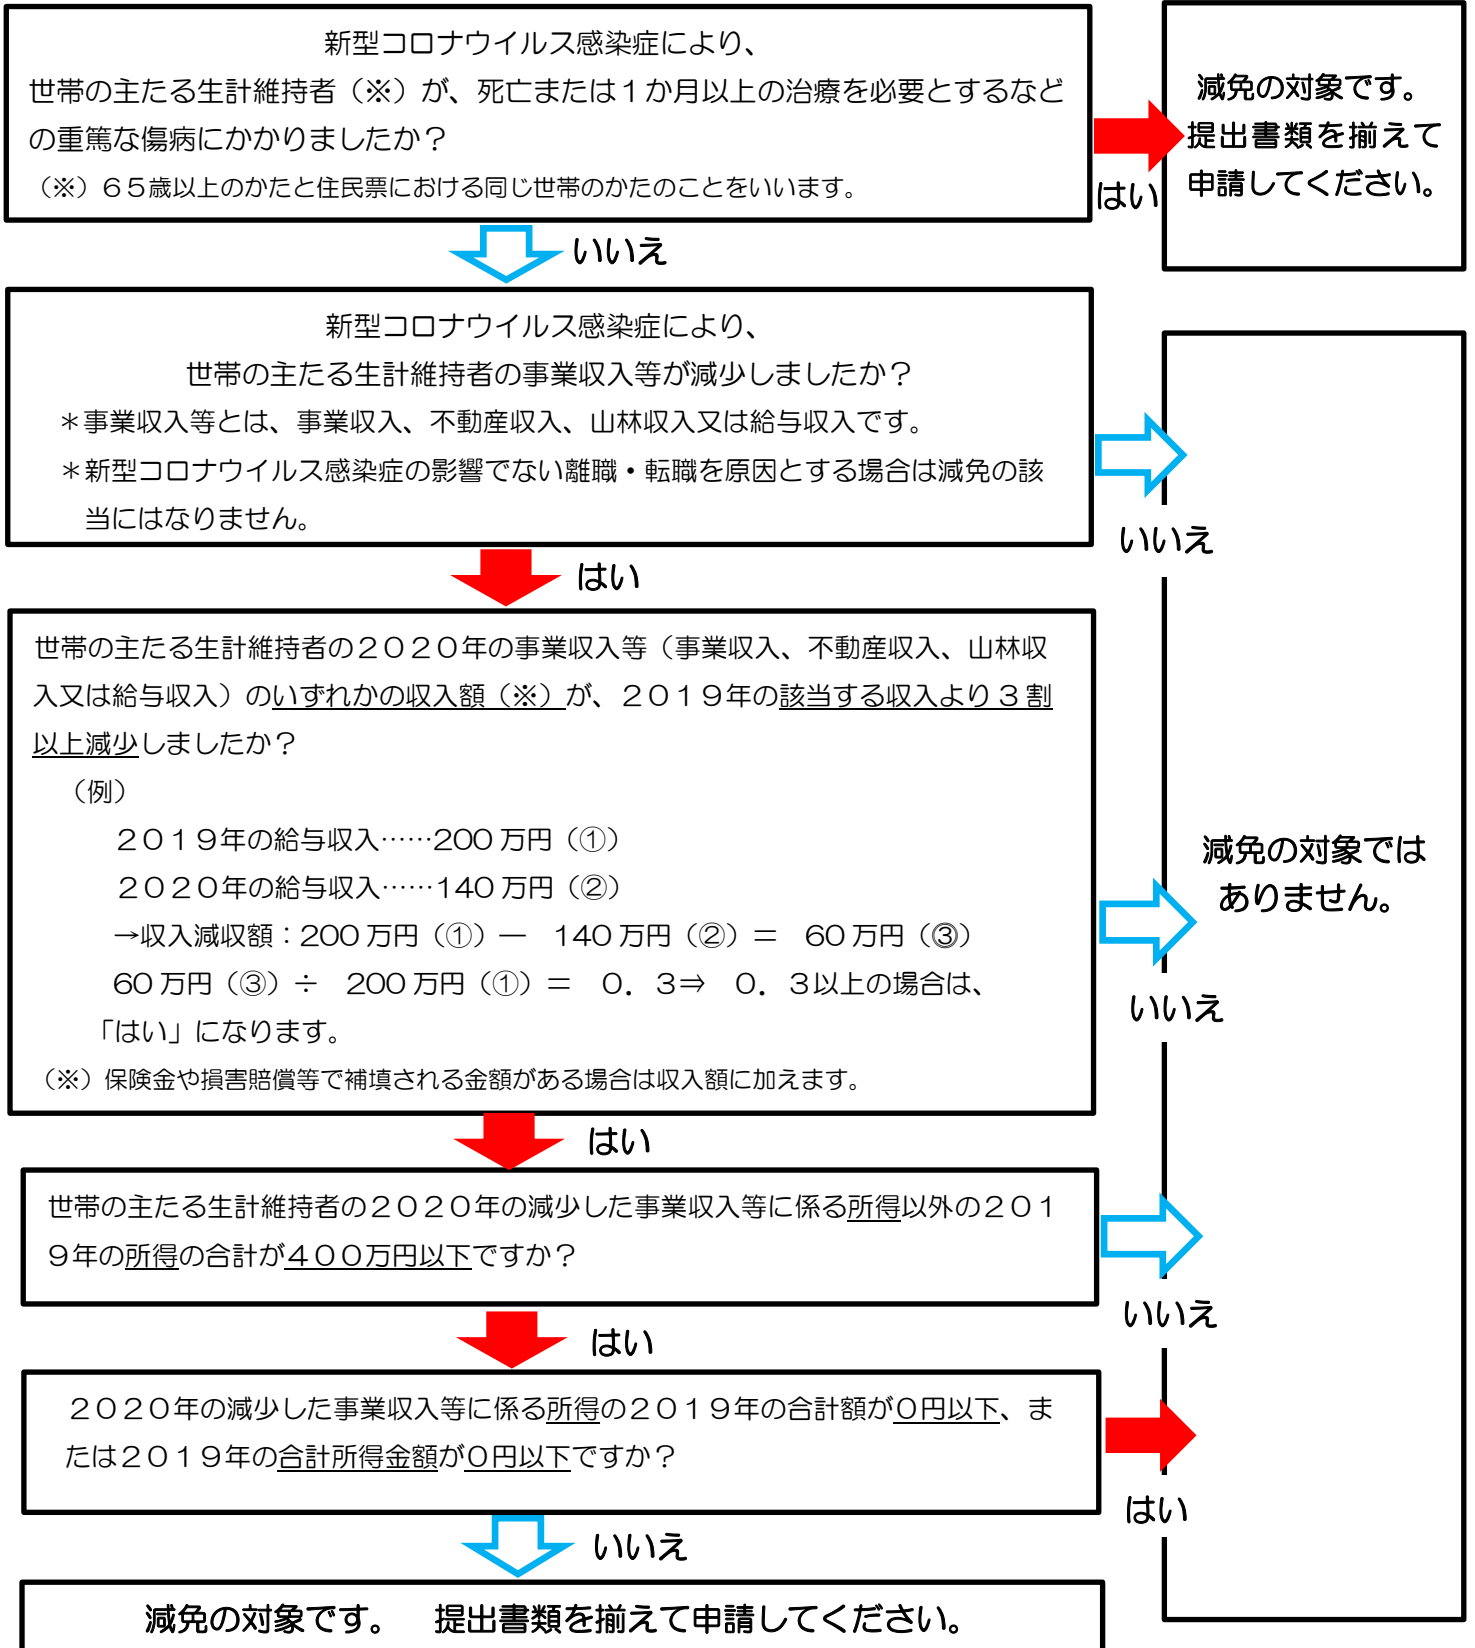 新型コロナウイルス感染症により、
世帯の主たる生計維持者（※）が、死亡または１か月以上の治療を必要とするなど
の重篤な傷病にかかりましたか？
（※）６５歳以上のかたと住民票における同じ世帯のかたのことをいいます。
はい
減免の対象です。
提出書類を揃えて
申請してください。
いいえ
新型コロナウイルス感染症により、
世帯の主たる生計維持者の事業収入等が減少しましたか？
＊事業収入等とは、事業収入、不動産収入、山林収入又は給与収入です。
＊新型コロナウイルス感染症の影響でない離職・転職を原因とする場合は減免の該
当にはなりません。
いいえ
はい
世帯の主たる生計維持者の２０２０年の事業収入等（事業収入、不動産収入、山林収
入又は給与収入）のいずれかの収入額（※）が、２０１９年の該当する収入より３割
以上減少しましたか？
（例）
２０１９年の給与収入……200万円（①）
２０２０年の給与収入……140万円（②）
→収入減収額：200万円（①）－　140万円（②）＝　60万円（③）
60万円（③）÷　200万円（①）＝　０．３⇒　０．３以上の場合は、
「はい」になります。
（※）保険金や損害賠償等で補填される金額がある場合は収入額に加えます。
いいえ
減免の対象では
ありません。
はい
世帯の主たる生計維持者の２０２０年の減少した事業収入等に係る所得以外の２０１
９年の所得の合計が４００万円以下ですか？
いいえ
はい
２０２０年の減少した事業収入等に係る所得の２０１９年の合計額が０円以下、ま
たは２０１９年の合計所得金額が０円以下ですか？
はい
いいえ
減免の対象です。　提出書類を揃えて申請してください。